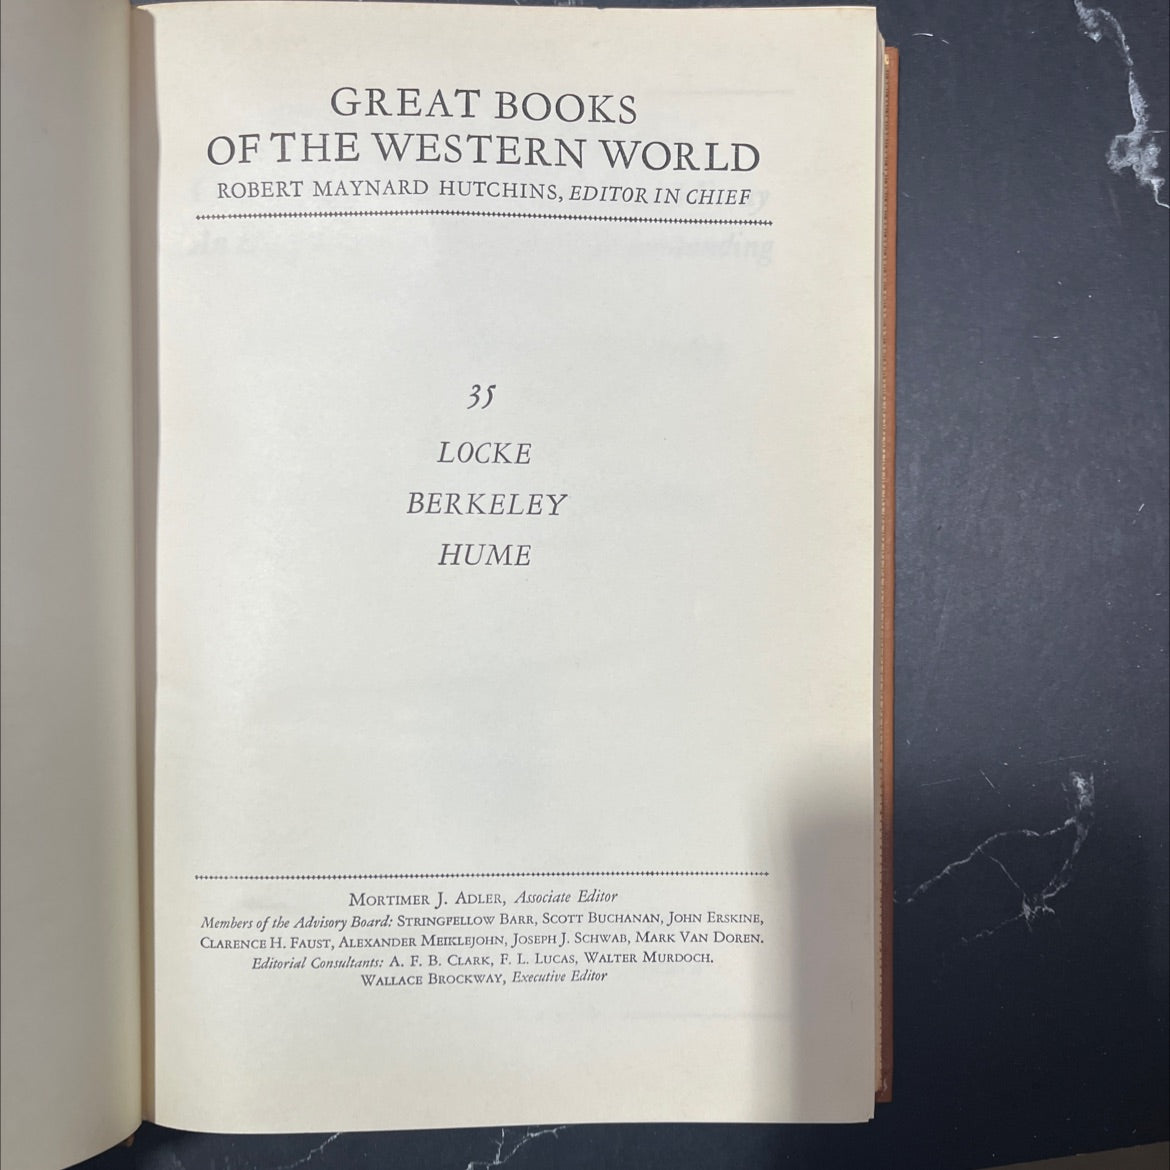 GREAT BOOKS
OF THE WESTERN WORLD
ROBERT MAYNARD HUTCHINS, EDITOR IN CHIEF
35
LOCKE
BERKELEY
HUME
MORTIMER J. ADLER, Associate Editor
Members of the Advisory Board: STRINGFELLOW BARR, SCOTT BUCHANAN, JOHN ERSKINE,
CLARENCE H. FAUST, ALEXANDER MEIKLEJOHN, JOSEPH J. SCHWAB, MARK VAN DOREN.
Editorial Consultants: A. F. B. CLARK, F. L. LUCAS, WALTER MURDOCH.
WALLACE BROCKWAY, Executive Editor